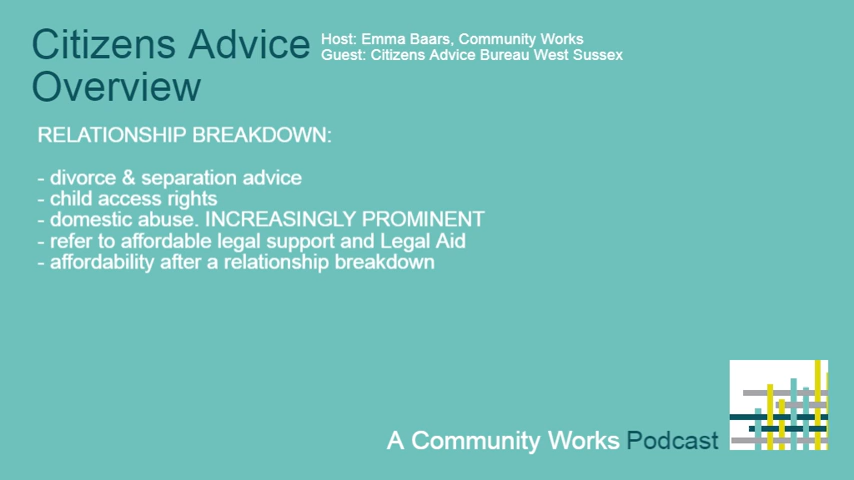 Citizens Advice
Overview
Host: Emma Baars, Community Works
Guest: Citizens Advice Bureau West Sussex
RELATIONSHIP BREAKDOWN:
- divorce & separation advice
- child access rights
- domestic abuse. INCREASINGLY PROMINENT
- refer to affordable legal support and Legal Aid
- affordability after a relationship breakdown
A Community Works Podcast